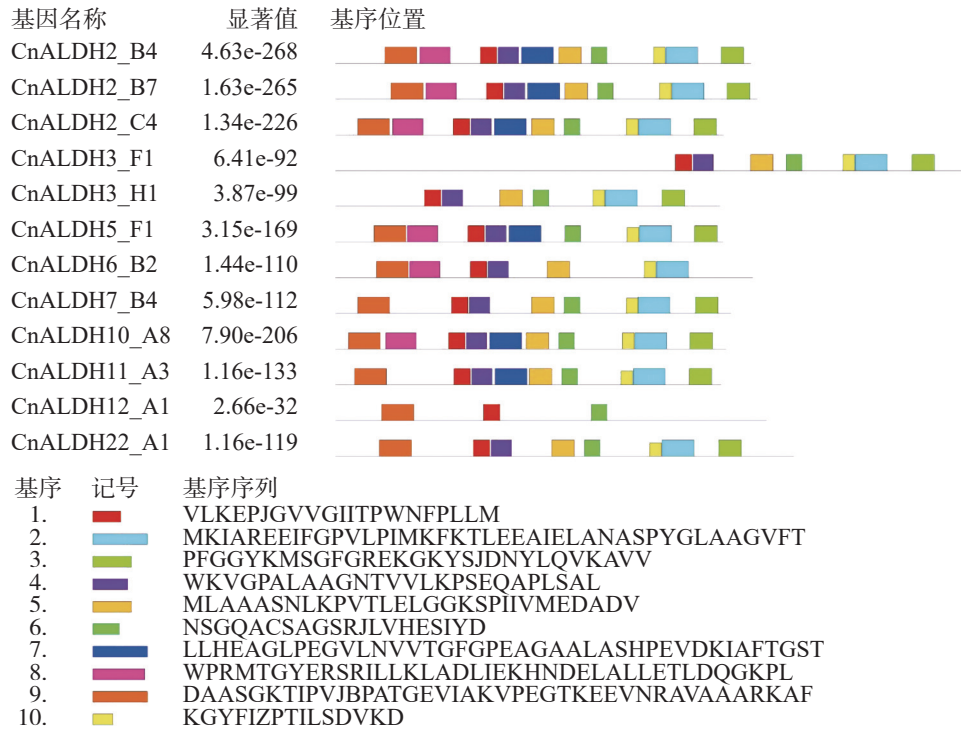 基因名称 显著值 基序位置
CnALDH2_B4 4.63e-268
CnALDH2_B7 1.63e-265
CnALDH2_C4 1.34e-226
CnALDH3_F1 6.41e-92
CnALDH3_H1 3.87e-99
CnALDH5_F1 3.15e-169
CnALDH6_B2 1.44e-110
CnALDH7_B4 5.98e-112
CnALDH10_A8 7.90e-206
CnALDH11_A3 1.16e-133
CnALDH12_A1 2.66e-32
CnALDH22_A1 1.16e-119
基序 记号 基序序列
1. VLKEPJGVVGIITPWNFPLLM
2. MKIAREEIFGPVLPIMKFKTLEEAIELANASPYGLAAGVFT
3. PFGGYKMSGFGREKGKYSJDNYLQVKAVV
4. WKVGPALAAGNTVVLKPSEQAPLSAL
5. MLAAASNLKPVTLELGGKSPIIVMEDADV
6. NSGQACSAGSRJLVHESIYD
7. LLHEAGLPEGVLNVVTGFGPEAGAALASHPEVDKIAFTGST
8. WPRMTGYERSRILLKLADLIEKHNDELALLETLDQGKPL
9. DAASGKTIPVJBPATGEVIAKVPEGTKEEVNRAVAAARKAF
10. KGYFIZPTILSDVKD